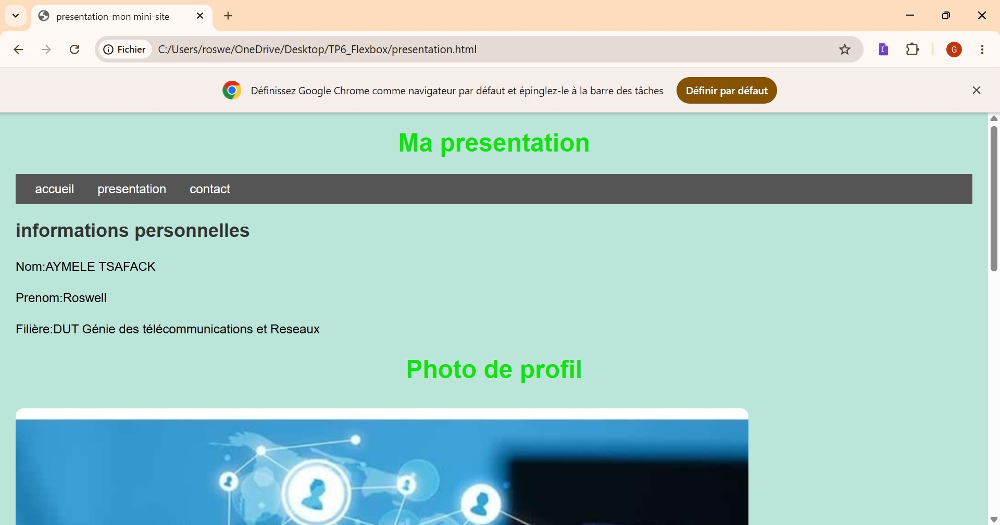 presentation-mon mini-site
Fichier
C:/Users/roswe/OneDrive/Desktop/TP6_Flexbox/presentation.html
G
Définissez Google Chrome comme navigateur par défaut et épinglez-le à la barre des tâches
Définir par défaut
Ma presentation
accueil presentation contact
informations personnelles
Nom:AYMELE TSAFACK
Prenom:Roswell
Filière:DUT Génie des télécommunications et Reseaux
Photo de profil